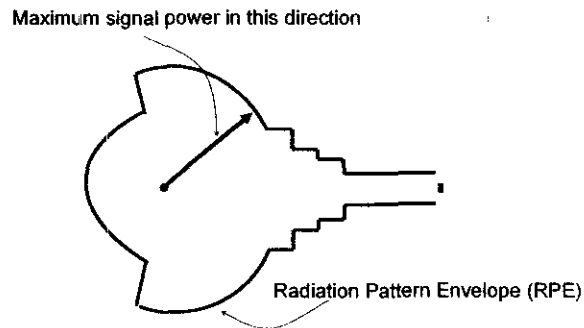 Maximum signal power in this direction
Radiation Pattern Envelope (RPE)